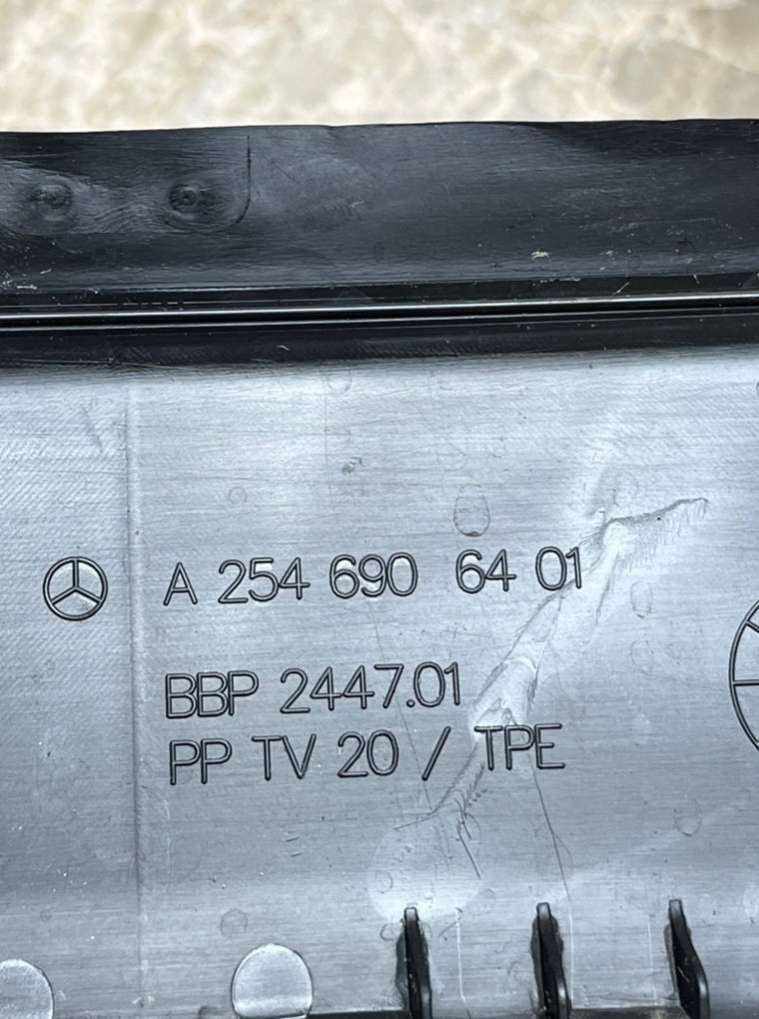 A 254 690 64 01
BBP 2447.01
PP TV 20 / TPE